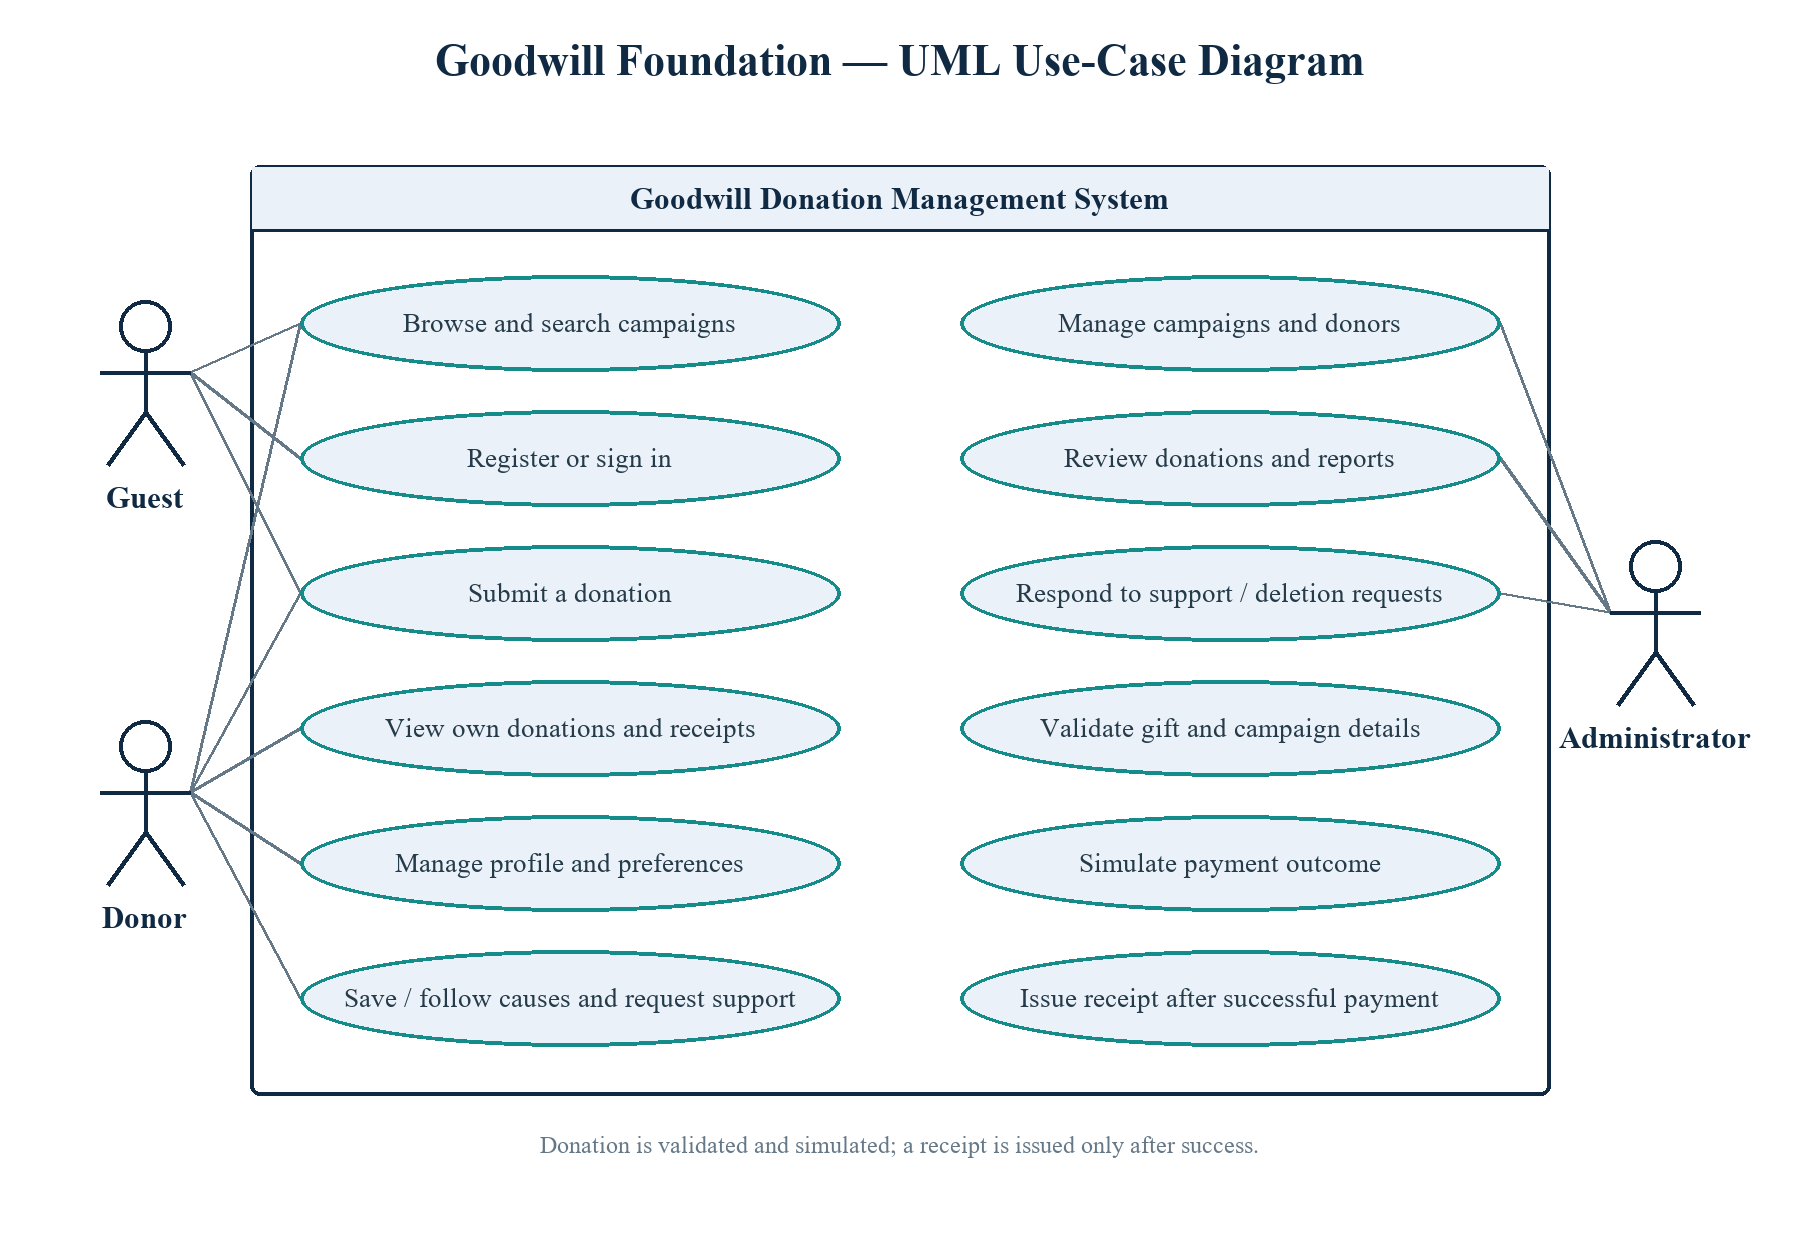 Goodwill Foundation — UML Use-Case Diagram
Goodwill Donation Management System
Browse and search campaigns
Register or sign in
Submit a donation
View own donations and receipts
Manage profile and preferences
Save / follow causes and request support
Manage campaigns and donors
Review donations and reports
Respond to support / deletion requests
Validate gift and campaign details
Simulate payment outcome
Issue receipt after successful payment
Guest
Donor
Administrator
Donation is validated and simulated; a receipt is issued only after success.